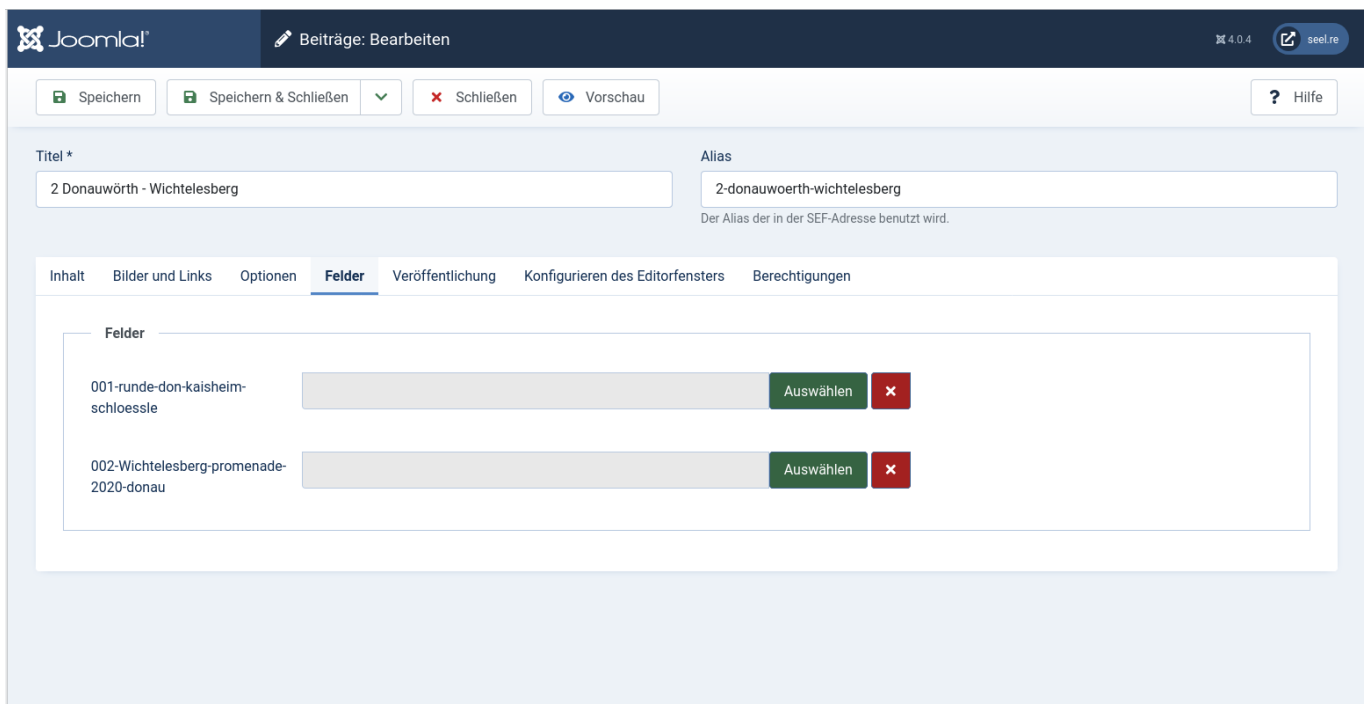 Joomla!
Beiträge: Bearbeiten
4.0.4
seel.re
Speichern
Speichern & Schließen
Schließen
Vorschau
? Hilfe
Titel *
Alias
2 Donauwörth - Wichtelesberg
2-donauwoerth-wichtelesberg
Der Alias der in der SEF-Adresse benutzt wird.
Inhalt
Bilder und Links
Optionen
Felder
Veröffentlichung
Konfigurieren des Editorfensters
Berechtigungen
Felder
001-runde-don-kaisheim-
schloessle
Auswählen
002-Wichtelesberg-promenade-
2020-donau
Auswählen